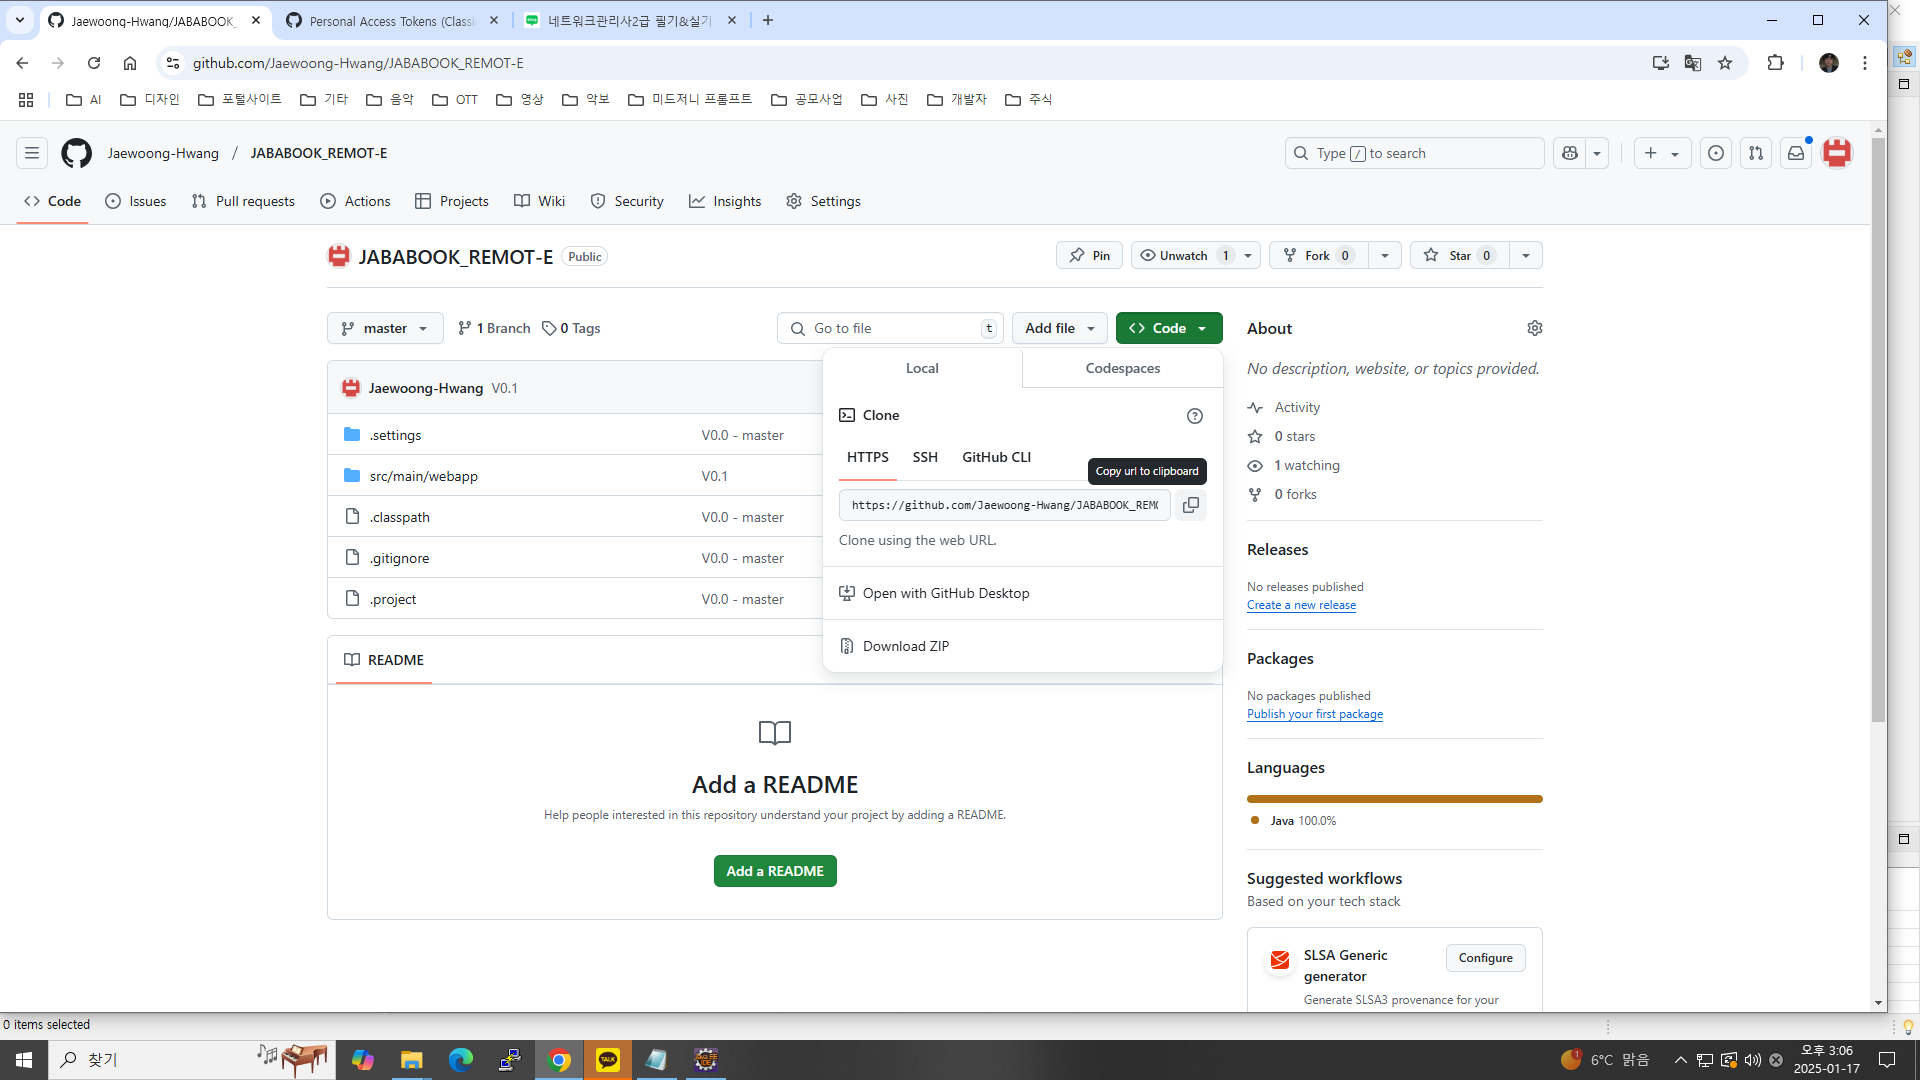 Jaewoong-Hwang/JABABOOK_
Personal Access Tokens (Classi
네트워크관리사2급 필기&실기
github.com/Jaewoong-Hwang/JABABOOK_REMOT-E
AI
디자인
포털사이트
기타
음악
OTT
영상
악보
미드저니 프롬프트
공모사업
사진
개발자
주식
Jaewoong-Hwang / JABABOOK_REMOT-E
Type / to search
Code
Issues
Pull requests
Actions
Projects
Wiki
Security
Insights
Settings
JABABOOK_REMOT-E Public
Pin
Unwatch 1
Fork 0
Star 0
master
1 Branch
0 Tags
Go to file t
Add file
Code
Jaewoong-Hwang V0.1
.settings V0.0 - master
src/main/webapp V0.1
.classpath V0.0 - master
.gitignore V0.0 - master
.project V0.0 - master
Local
Codespaces
Clone
HTTPS
SSH
GitHub CLI
Copy url to clipboard
https://github.com/Jaewoong-Hwang/JABABOOK_REMO
Clone using the web URL.
Open with GitHub Desktop
Download ZIP
README
Add a README
Help people interested in this repository understand your project by adding a README.
Add a README
About
No description, website, or topics provided.
Activity
0 stars
1 watching
0 forks
Releases
No releases published
Create a new release
Packages
No packages published
Publish your first package
Languages
Java 100.0%
Suggested workflows
Based on your tech stack
SLSA Generic
generator
Configure
Generate SLSA3 provenance for your
0 items selected
찾기
TALK
1
6°C 맑음
오후 3:06
2025-01-17